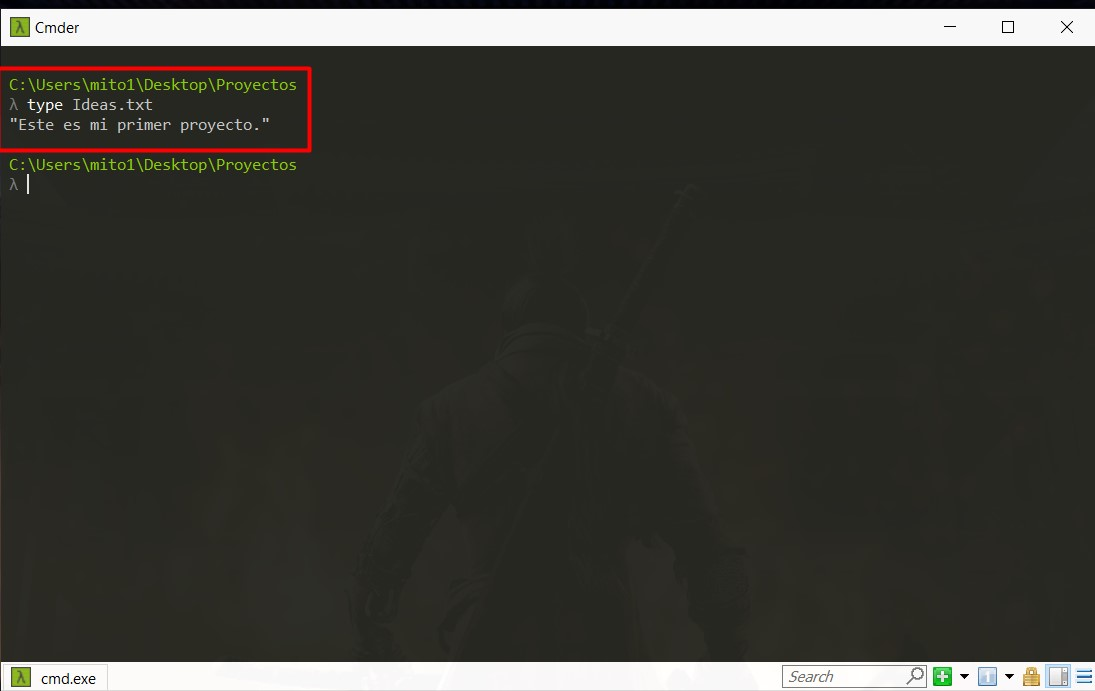 Cmder
C:\Users\mito1\Desktop\Proyectos
λ type Ideas.txt
"Este es mi primer proyecto."
C:\Users\mito1\Desktop\Proyectos
λ
cmd.exe
Search